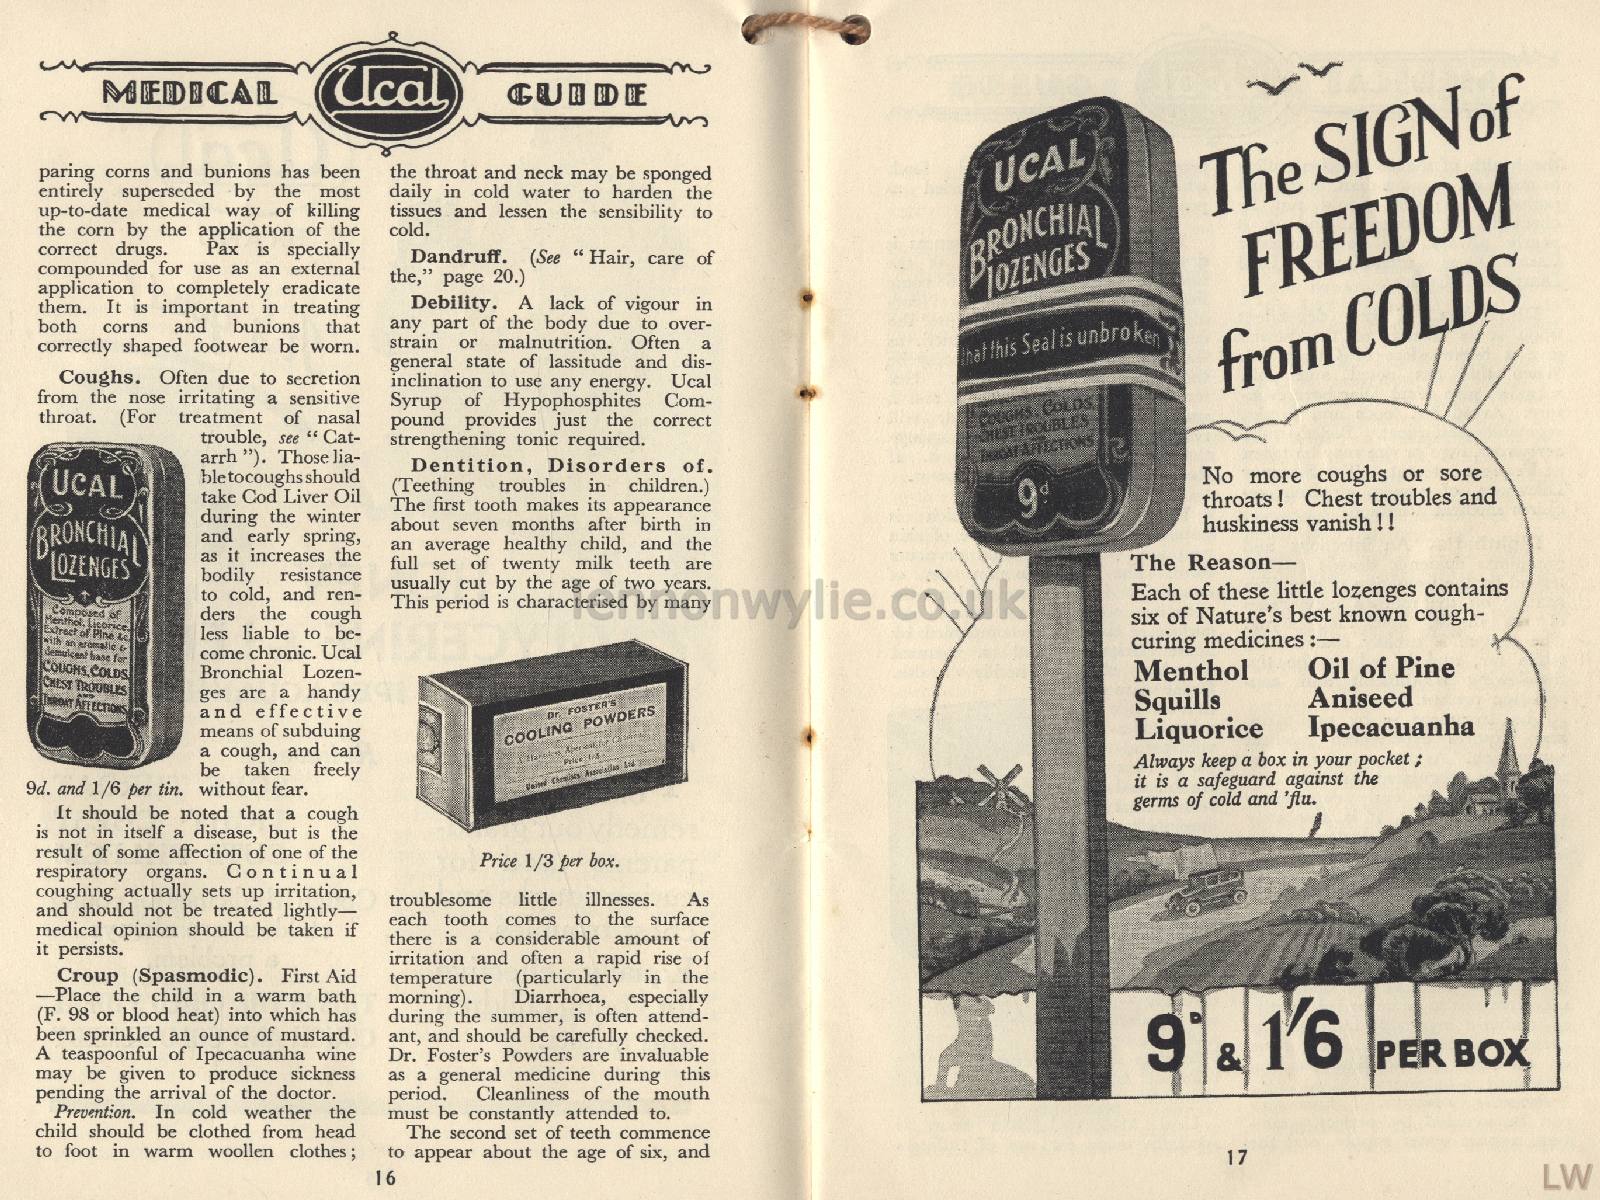 MEDICAL Ucal GUIDE
paring corns and bunions has been
entirely superseded by the most
up-to-date medical way of killing
the corn by the application of the
correct drugs. Pax is specially
compounded for use as an external
application to completely eradicate
them. It is important in treating
both corns and bunions that
correctly shaped footwear be worn.
Coughs. Often due to secretion
from the nose irritating a sensitive
throat. (For treatment of nasal
trouble, see " Cat-
arrh "). Those lia-
ble to coughs should
take Cod Liver Oil
during the winter
and early spring,
as it increases the
bodily resistance
to cold, and ren-
ders the cough
less liable to be-
come chronic. Ucal
Bronchial Lozen-
ges are a handy
and effective
means of subduing
a cough, and can
be taken freely
without fear.
UCAL
BRONCHIAL
LOZENGES
Composed of
Menthol, Licorice,
Extract of Pine &c
with an aromatic &
demulcent base for
COUGHS, COLDS,
CHEST TROUBLES
AND
THROAT AFFECTIONS
9d. and 1/6 per tin.
It should be noted that a cough
is not in itself a disease, but is the
result of some affection of one of the
respiratory organs. Continual
coughing actually sets up irritation,
and should not be treated lightly—
medical opinion should be taken if
it persists.
Croup (Spasmodic). First Aid
—Place the child in a warm bath
(F. 98 or blood heat) into which has
been sprinkled an ounce of mustard.
A teaspoonful of Ipecacuanha wine
may be given to produce sickness
pending the arrival of the doctor.
Prevention. In cold weather the
child should be clothed from head
to foot in warm woollen clothes ;
the throat and neck may be sponged
daily in cold water to harden the
tissues and lessen the sensibility to
cold.
Dandruff. (See " Hair, care of
the," page 20.)
Debility. A lack of vigour in
any part of the body due to over-
strain or malnutrition. Often a
general state of lassitude and dis-
inclination to use any energy. Ucal
Syrup of Hypophosphites Com-
pound provides just the correct
strengthening tonic required.
Dentition, Disorders of.
(Teething troubles in children.)
The first tooth makes its appearance
about seven months after birth in
an average healthy child, and the
full set of twenty milk teeth are
usually cut by the age of two years.
This period is characterised by many
DR. FOSTER'S
COOLING POWDERS
Price 1/3
United Chemists Association Ltd.
Price 1/3 per box.
troublesome little illnesses. As
each tooth comes to the surface
there is a considerable amount of
irritation and often a rapid rise of
temperature (particularly in the
morning). Diarrhoea, especially
during the summer, is often attend-
ant, and should be carefully checked.
Dr. Foster's Powders are invaluable
as a general medicine during this
period. Cleanliness of the mouth
must be constantly attended to.
The second set of teeth commence
to appear about the age of six, and
16
The SIGN of
FREEDOM
from COLDS
UCAL
BRONCHIAL
LOZENGES
that this Seal is unbroken
COUGHS, COLDS
CHEST TROUBLES
THROAT AFFECTIONS
9d
No more coughs or sore
throats ! Chest troubles and
huskiness vanish ! !
The Reason—
Each of these little lozenges contains
six of Nature's best known cough-
curing medicines :—
Menthol Oil of Pine
Squills Aniseed
Liquorice Ipecacuanha
Always keep a box in your pocket ;
it is a safeguard against the
germs of cold and 'flu.
9D & 1/6 PER BOX
17
lennonwylie.co.uk
LW